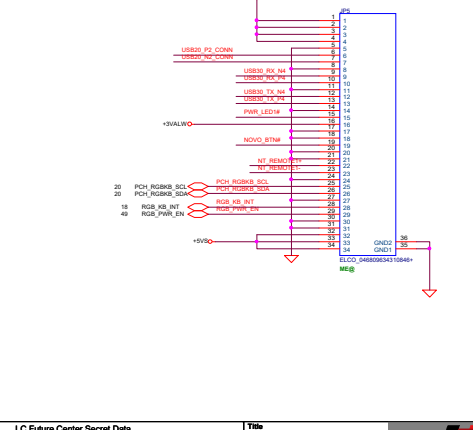 JP5
1 1
2 2
3 3
4 4
5 5
USB20_P2_CONN 6 6
USB20_N2_CONN 7 7
8 8
USB30_RX_N4 9 9
USB30_RX_P4 10 10
11 11
USB30_TX_N4 12 12
USB30_TX_P4 13 13
14 14
PWR_LED1# 15 15
+3VALW 16 16
17 17
18 18
NOVO_BTN# 19 19
20 20
21 21
NT_REMOTE1+ 22 22
NT_REMOTE1- 23 23
24 24
20 PCH_RGBKB_SCL PCH_RGBKB_SCL 25 25
20 PCH_RGBKB_SDA PCH_RGBKB_SDA 26 26
27 27
18 RGB_KB_INT RGB_KB_INT 28 28
49 RGB_PWR_EN RGB_PWR_EN 29 29
30 30
31 31
32 32
+5VS 33 33 GND2 36
34 34 GND1 35
ELCO_046809634310846+
ME@
LC Future Center Secret Data
Title